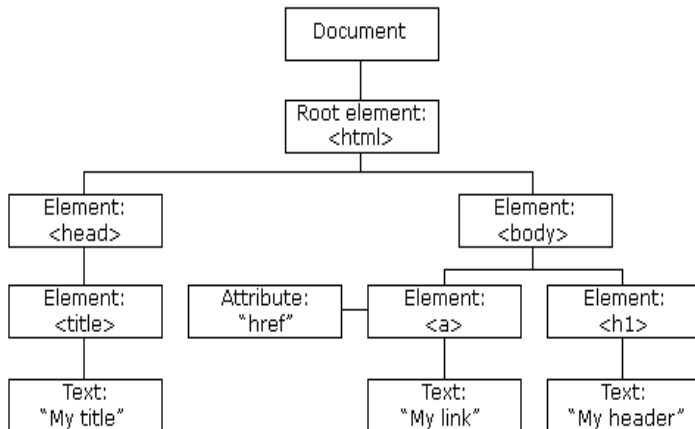 Document
Root element:
<html>
Element:
<head>
Element:
<body>
Element:
<title>
Attribute:
“href”
Element:
<a>
Element:
<h1>
Text:
“My title”
Text:
“My link”
Text:
“My header”